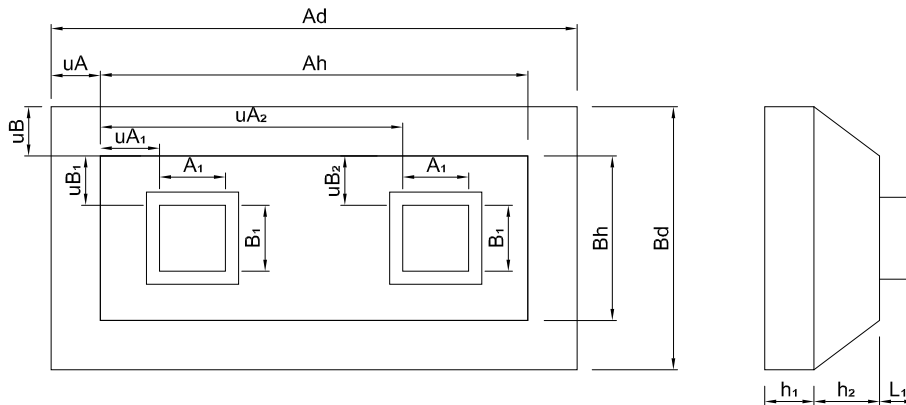 Ad
uA
Ah
uB
uA₂
uA₁
uB₁
A₁
uB₂
A₁
B₁
B₁
Bh
Bd
h₁
h₂
L₁